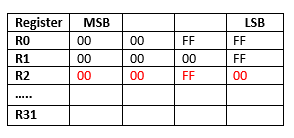 Register MSB LSB
R0 00 00 FF FF
R1 00 00 00 FF
R2 00 00 FF 00
.....
R31